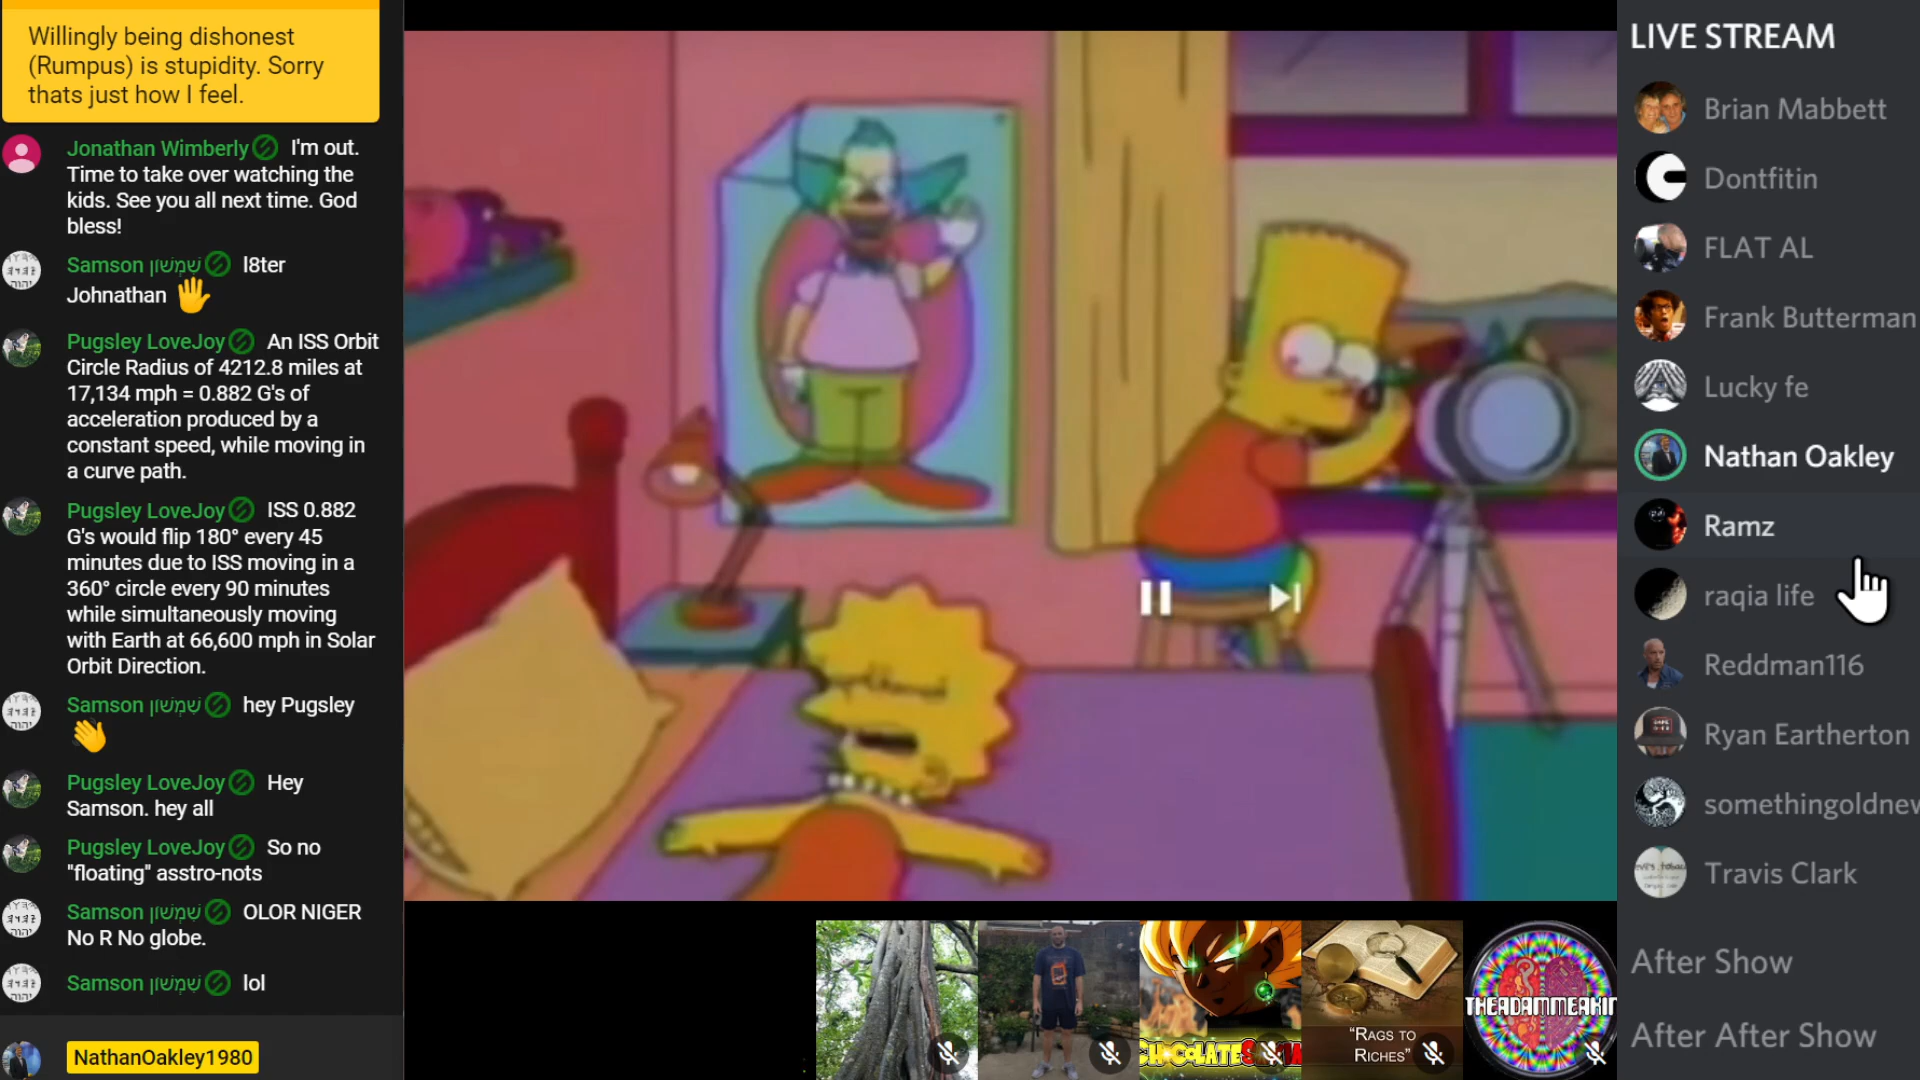 Willingly being dishonest
(Rumpus) is stupidity. Sorry
thats just how I feel.
Jonathan Wimberly I'm out.
Time to take over watching the
kids. See you all next time. God
bless!
Samson שִׁמְשׁוֹן l8ter
Johnathan 🖐
Pugsley LoveJoy An ISS Orbit
Circle Radius of 4212.8 miles at
17,134 mph = 0.882 G's of
acceleration produced by a
constant speed, while moving in
a curve path.
Pugsley LoveJoy ISS 0.882
G's would flip 180° every 45
minutes due to ISS moving in a
360° circle every 90 minutes
while simultaneously moving
with Earth at 66,600 mph in Solar
Orbit Direction.
Samson שִׁמְשׁוֹן hey Pugsley
👋
Pugsley LoveJoy Hey
Samson. hey all
Pugsley LoveJoy So no
"floating" asstro-nots
Samson שִׁמְשׁוֹן OLOR NIGER
No R No globe.
Samson שִׁמְשׁוֹן lol
NathanOakley1980
"RAGS TO
RICHES"
THEADAMMEAKIN
LIVE STREAM
Brian Mabbett
Dontfitin
FLAT AL
Frank Butterman
Lucky fe
Nathan Oakley
Ramz
raqia life
Reddman116
Ryan Eartherton
somethingoldnew
Travis Clark
After Show
After After Show